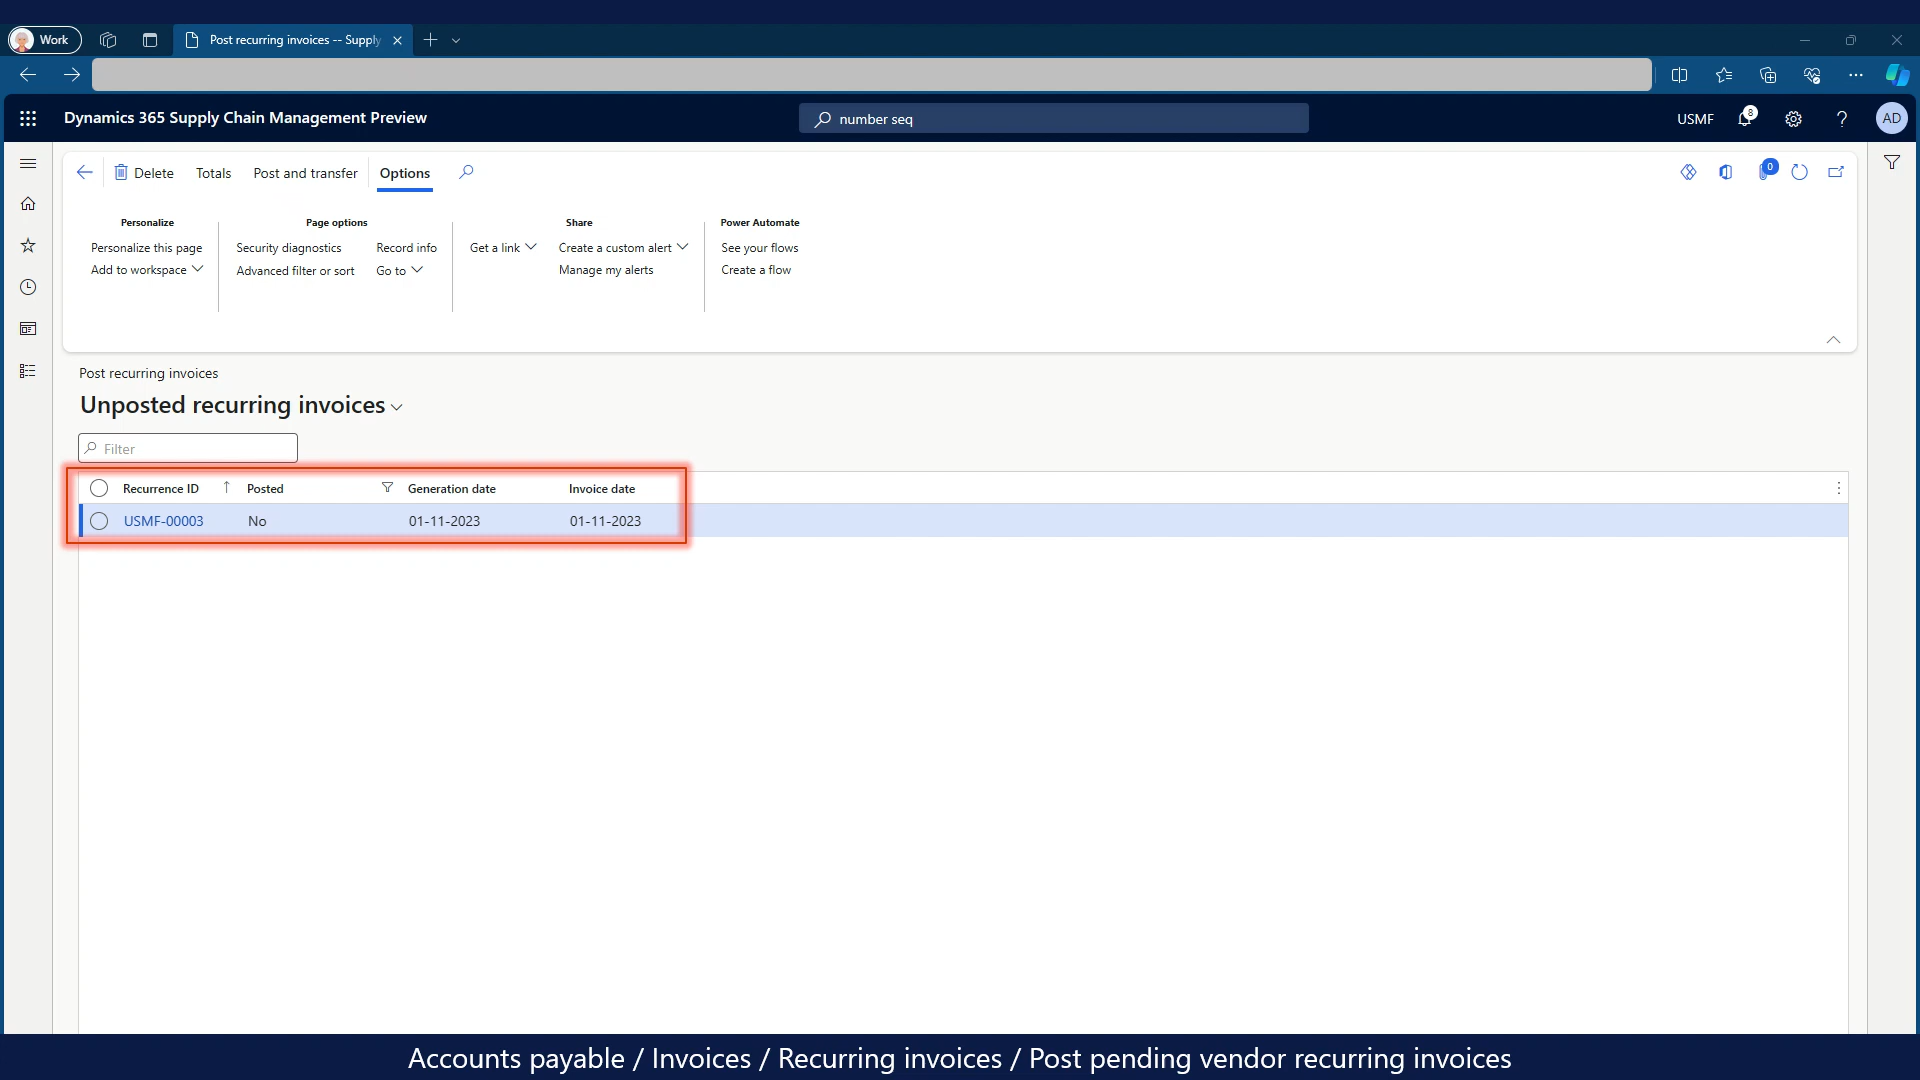 Work
Post recurring invoices -- Supply
Dynamics 365 Supply Chain Management Preview
number seq
USMF
8
AD
Delete
Totals
Post and transfer
Options
0
Personalize
Personalize this page
Add to workspace
Page options
Security diagnostics
Record info
Advanced filter or sort
Go to
Share
Get a link
Create a custom alert
Manage my alerts
Power Automate
See your flows
Create a flow
Post recurring invoices
Unposted recurring invoices
Filter
Recurrence ID Posted Generation date Invoice date
USMF-00003 No 01-11-2023 01-11-2023
Accounts payable / Invoices / Recurring invoices / Post pending vendor recurring invoices